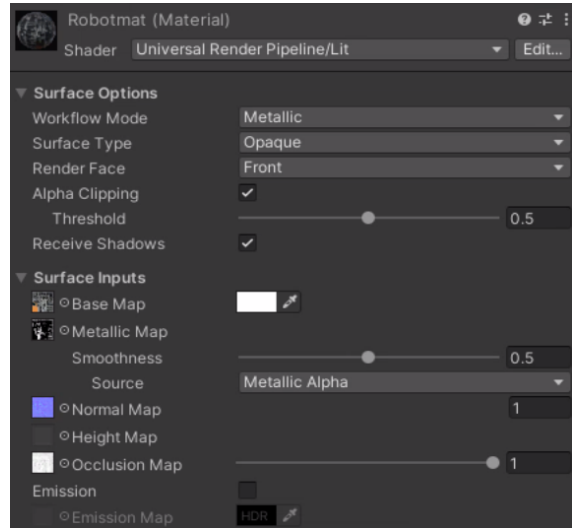 Robotmat (Material)
Shader Universal Render Pipeline/Lit Edit...
Surface Options
Workflow Mode Metallic
Surface Type Opaque
Render Face Front
Alpha Clipping
Threshold 0.5
Receive Shadows
Surface Inputs
Base Map
Metallic Map
Smoothness 0.5
Source Metallic Alpha
Normal Map 1
Height Map
Occlusion Map 1
Emission
Emission Map HDR